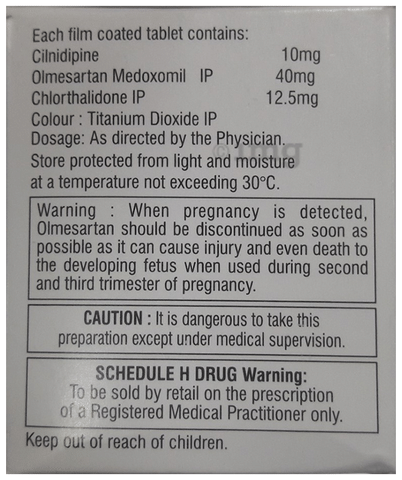 Each film coated tablet contains:
Cilnidipine 10mg
Olmesartan Medoxomil IP 40mg
Chlorthalidone IP 12.5mg
Colour : Titanium Dioxide IP
Dosage: As directed by the Physician.
Store protected from light and moisture
at a temperature not exceeding 30°C.
Warning : When pregnancy is detected,
Olmesartan should be discontinued as soon as
possible as it can cause injury and even death to
the developing fetus when used during second
and third trimester of pregnancy.
CAUTION : It is dangerous to take this
preparation except under medical supervision.
SCHEDULE H DRUG Warning:
To be sold by retail on the prescription
of a Registered Medical Practitioner only.
Keep out of reach of children.